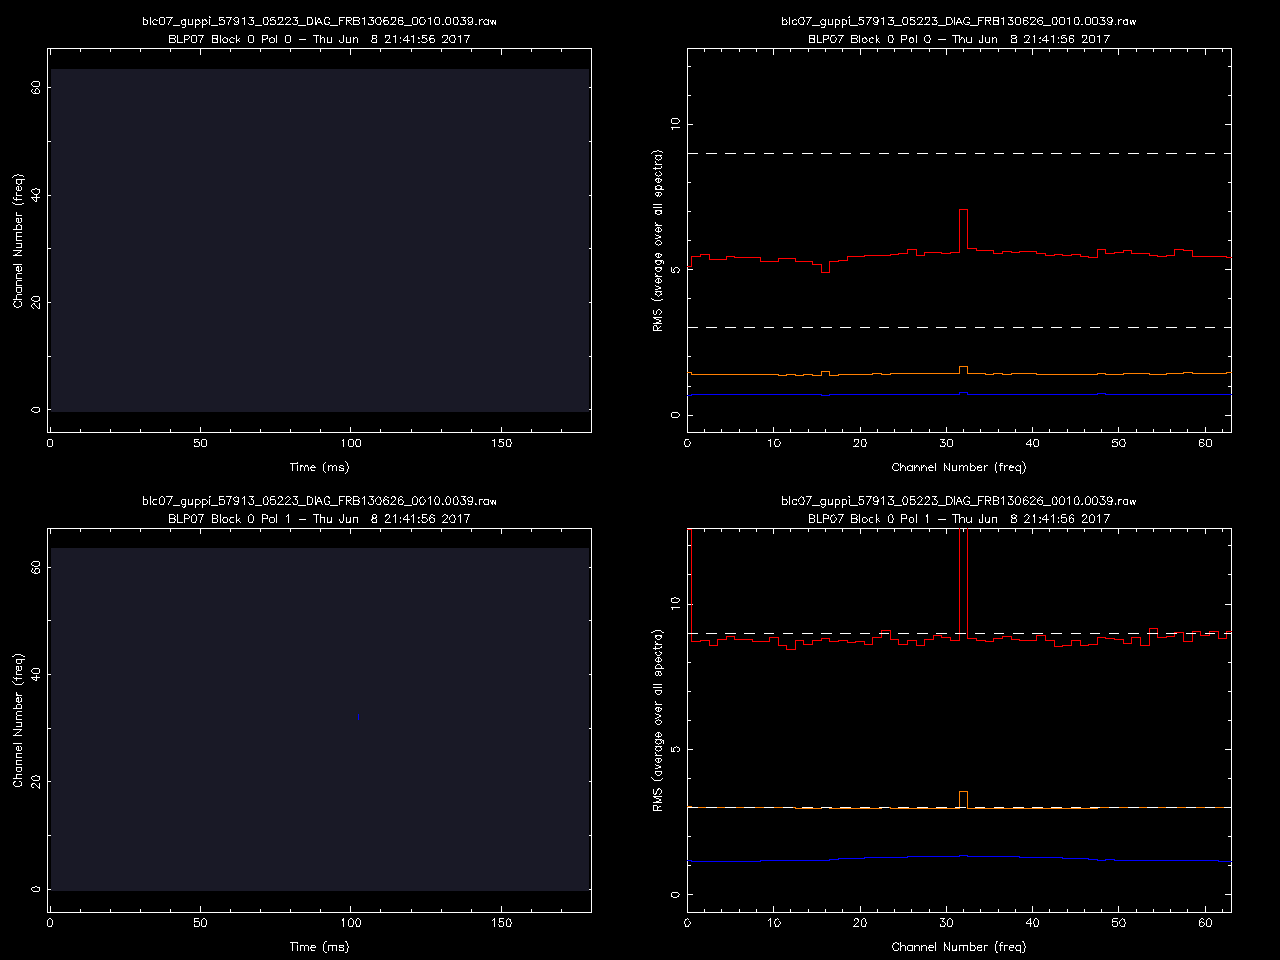 blc07_guppi_57913_05223_DIAG_FRB130626_0010.0039.raw
BLP07 Block 0 Pol 0 - Thu Jun 8 21:41:56 2017
Channel Number (freq)
60
40
20
0
0 50 100 150
Time (ms)
blc07_guppi_57913_05223_DIAG_FRB130626_0010.0039.raw
BLP07 Block 0 Pol 0 - Thu Jun 8 21:41:56 2017
RMS (average over all spectra)
10
5
0
0 10 20 30 40 50 60
Channel Number (freq)
blc07_guppi_57913_05223_DIAG_FRB130626_0010.0039.raw
BLP07 Block 0 Pol 1 - Thu Jun 8 21:41:56 2017
Channel Number (freq)
60
40
20
0
0 50 100 150
Time (ms)
blc07_guppi_57913_05223_DIAG_FRB130626_0010.0039.raw
BLP07 Block 0 Pol 1 - Thu Jun 8 21:41:56 2017
RMS (average over all spectra)
10
5
0
0 10 20 30 40 50 60
Channel Number (freq)